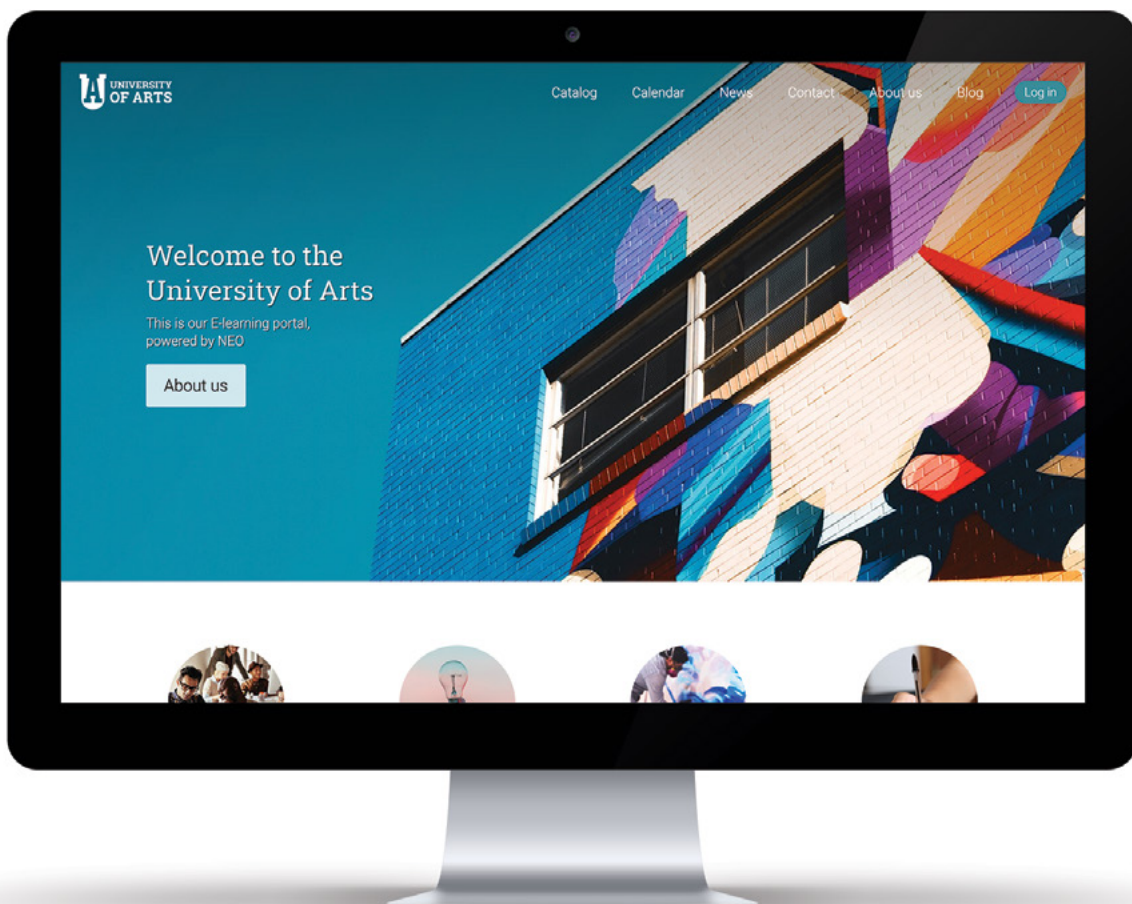 UNIVERSITY
OF ARTS
Catalog Calendar News Contact About us Blog Log in
Welcome to the
University of Arts
This is our E-learning portal,
powered by NEO
About us